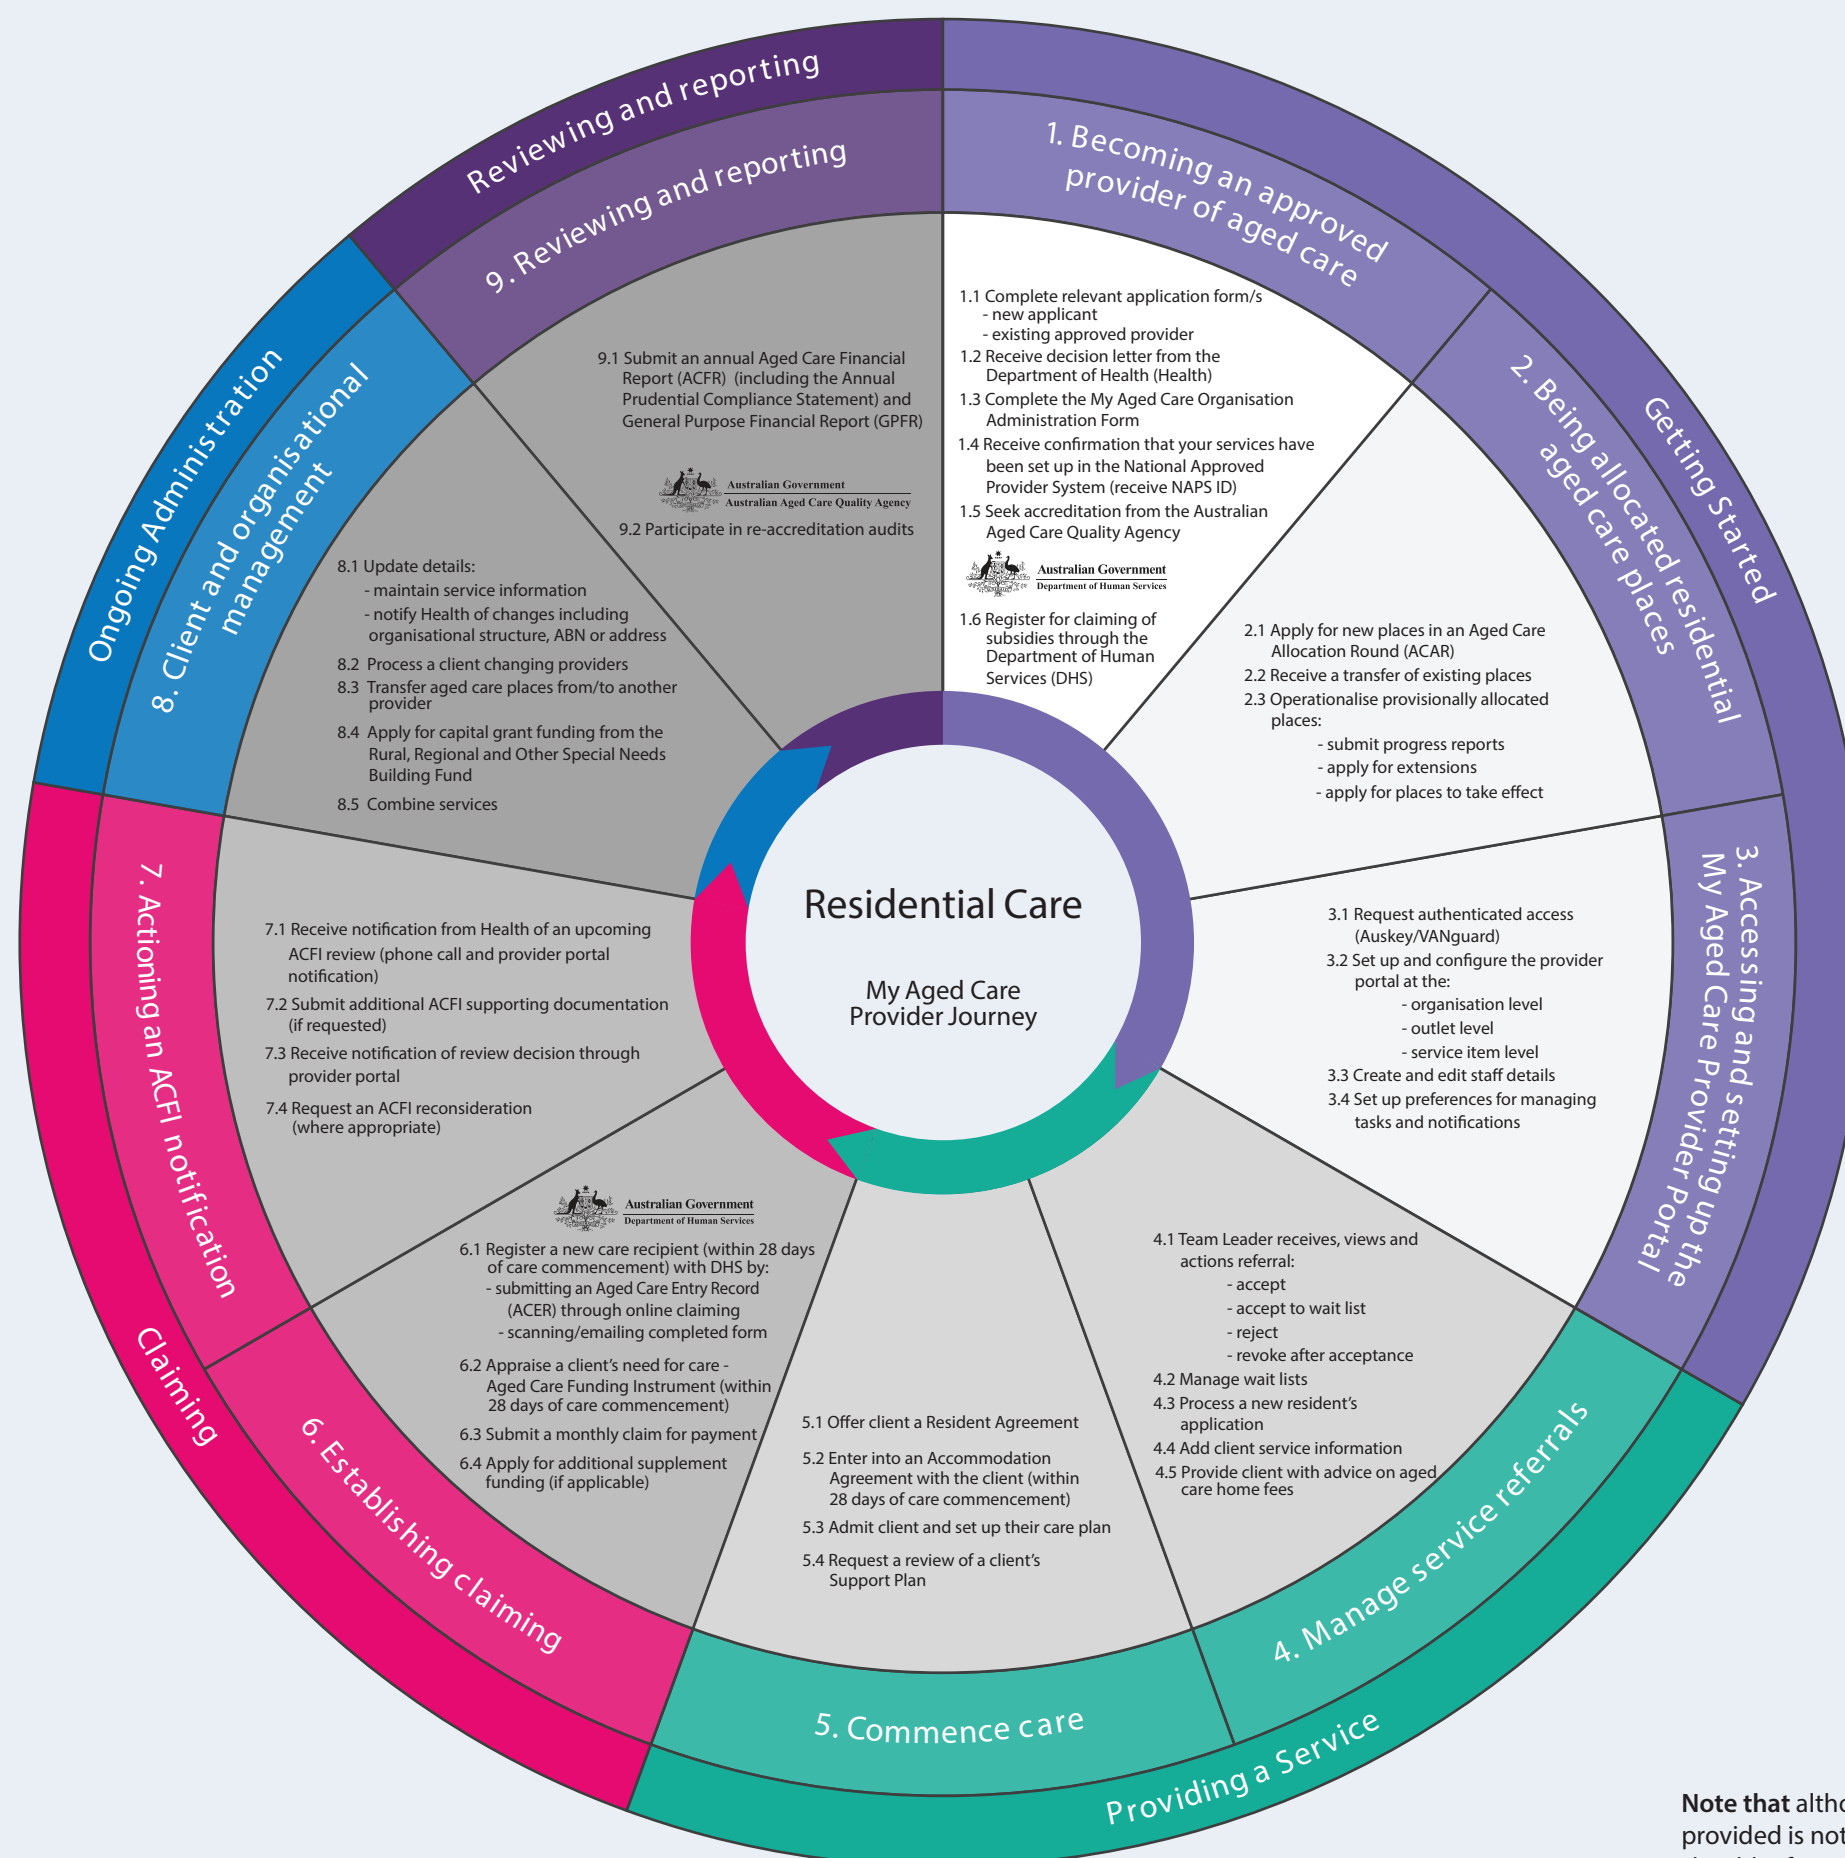 Residential Care
My Aged Care
Provider Journey
Getting Started
1. Becoming an approved
provider of aged care
1.1 Complete relevant application form/s
- new applicant
- existing approved provider
1.2 Receive decision letter from the
Department of Health (Health)
1.3 Complete the My Aged Care Organisation
Administration Form
1.4 Receive confirmation that your services have
been set up in the National Approved
Provider System (receive NAPS ID)
1.5 Seek accreditation from the Australian
Aged Care Quality Agency
Australian Government
Department of Human Services
1.6 Register for claiming of
subsidies through the
Department of Human
Services (DHS)
2. Being allocated residential
aged care places
2.1 Apply for new places in an Aged Care
Allocation Round (ACAR)
2.2 Receive a transfer of existing places
2.3 Operationalise provisionally allocated
places:
- submit progress reports
- apply for extensions
- apply for places to take effect
3. Accessing and setting up the
My Aged Care Provider Portal
3.1 Request authenticated access
(Auskey/VANguard)
3.2 Set up and configure the provider
portal at the:
- organisation level
- outlet level
- service item level
3.3 Create and edit staff details
3.4 Set up preferences for managing
tasks and notifications
Providing a Service
4. Manage service referrals
4.1 Team Leader receives, views and
actions referral:
- accept
- accept to wait list
- reject
- revoke after acceptance
4.2 Manage wait lists
4.3 Process a new resident's
application
4.4 Add client service information
4.5 Provide client with advice on aged
care home fees
5. Commence care
5.1 Offer client a Resident Agreement
5.2 Enter into an Accommodation
Agreement with the client (within
28 days of care commencement)
5.3 Admit client and set up their care plan
5.4 Request a review of a client's
Support Plan
Claiming
6. Establishing claiming
Australian Government
Department of Human Services
6.1 Register a new care recipient (within 28 days
of care commencement) with DHS by:
- submitting an Aged Care Entry Record
(ACER) through online claiming
- scanning/emailing completed form
6.2 Appraise a client's need for care -
Aged Care Funding Instrument (within
28 days of care commencement)
6.3 Submit a monthly claim for payment
6.4 Apply for additional supplement
funding (if applicable)
7. Actioning an ACFI notification
7.1 Receive notification from Health of an upcoming
ACFI review (phone call and provider portal
notification)
7.2 Submit additional ACFI supporting documentation
(if requested)
7.3 Receive notification of review decision through
provider portal
7.4 Request an ACFI reconsideration
(where appropriate)
Ongoing Administration
8. Client and organisational
management
8.1 Update details:
- maintain service information
- notify Health of changes including
organisational structure, ABN or address
8.2 Process a client changing providers
8.3 Transfer aged care places from/to another
provider
8.4 Apply for capital grant funding from the
Rural, Regional and Other Special Needs
Building Fund
8.5 Combine services
Reviewing and reporting
9. Reviewing and reporting
9.1 Submit an annual Aged Care Financial
Report (ACFR) (including the Annual
Prudential Compliance Statement) and
General Purpose Financial Report (GPFR)
Australian Government
Australian Aged Care Quality Agency
9.2 Participate in re-accreditation audits
Note that
provided is not